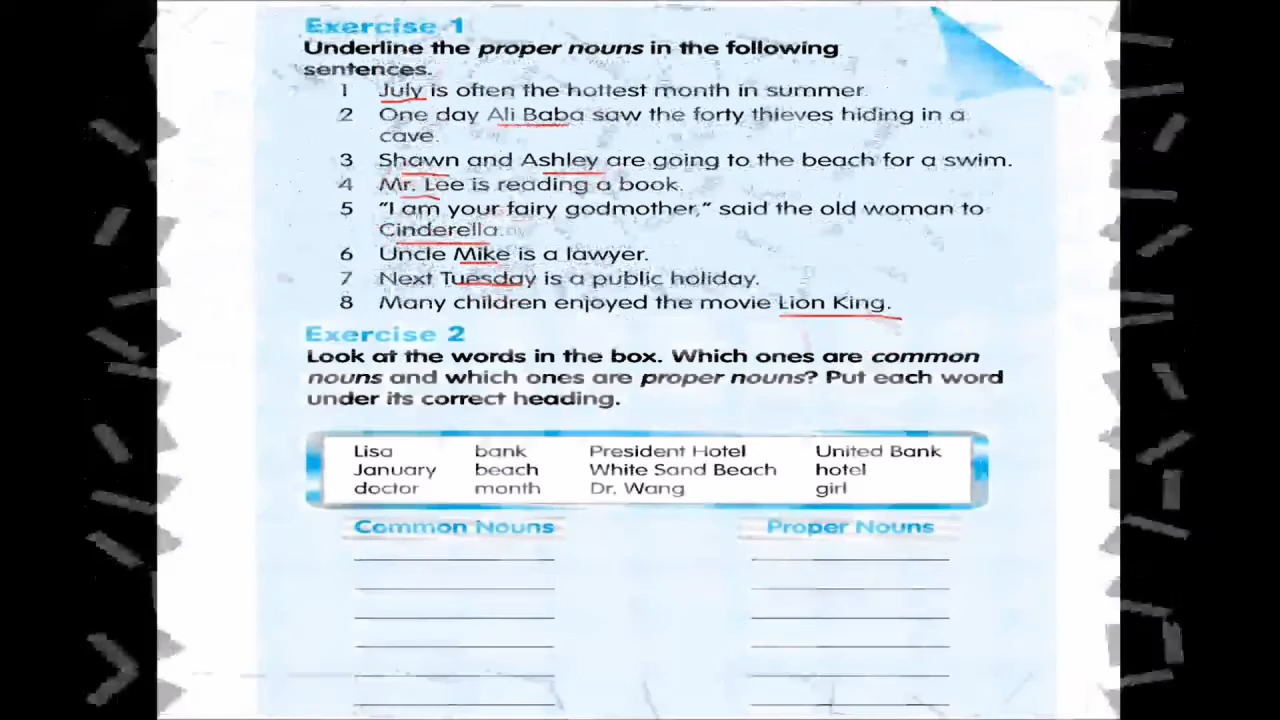 Exercise 1
Underline the proper nouns in the following
sentences.
1 July is often the hottest month in summer.
2 One day Ali Baba saw the forty thieves hiding in a
cave.
3 Shawn and Ashley are going to the beach for a swim.
4 Mr. Lee is reading a book.
5 "I am your fairy godmother," said the old woman to
Cinderella.
6 Uncle Mike is a lawyer.
7 Next Tuesday is a public holiday.
8 Many children enjoyed the movie Lion King.
Exercise 2
Look at the words in the box. Which ones are common
nouns and which ones are proper nouns? Put each word
under its correct heading.
Lisa bank President Hotel United Bank
January beach White Sand Beach hotel
doctor month Dr. Wang girl
Common Nouns Proper Nouns